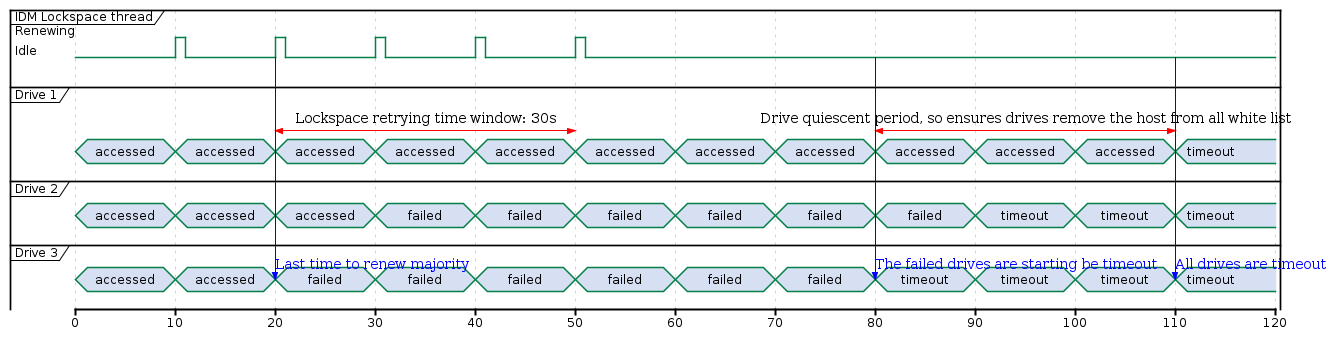 IDM Lockspace thread
Renewing
Idle
Drive 1
Lockspace retrying time window: 30s
Drive quiescent period, so ensures drives remove the host from all white list
accessed accessed accessed accessed accessed accessed accessed accessed accessed accessed accessed timeout
Drive 2
accessed accessed accessed failed failed failed failed failed failed timeout timeout timeout
Drive 3
Last time to renew majority
The failed drives are starting be timeout
All drives are timeout
accessed accessed failed failed failed failed failed failed timeout timeout timeout timeout
0 10 20 30 40 50 60 70 80 90 100 110 120